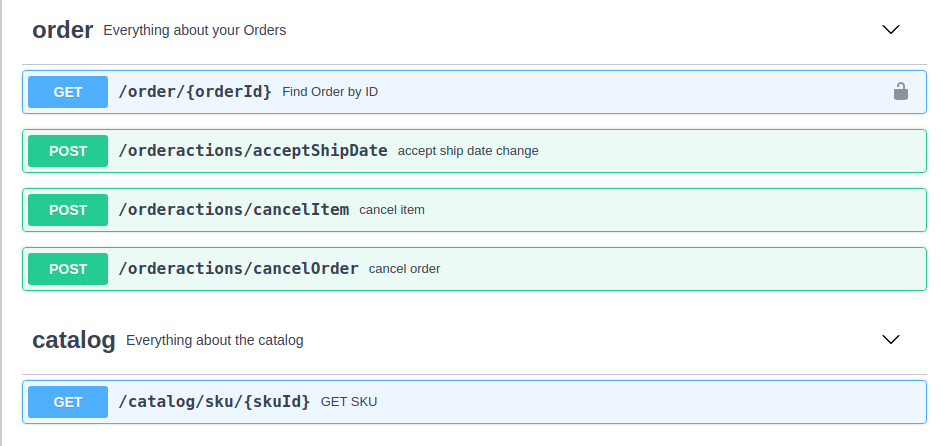 order Everything about your Orders
GET /order/{orderId} Find Order by ID
POST /orderactions/acceptShipDate accept ship date change
POST /orderactions/cancelItem cancel item
POST /orderactions/cancelOrder cancel order
catalog Everything about the catalog
GET /catalog/sku/{skuId} GET SKU